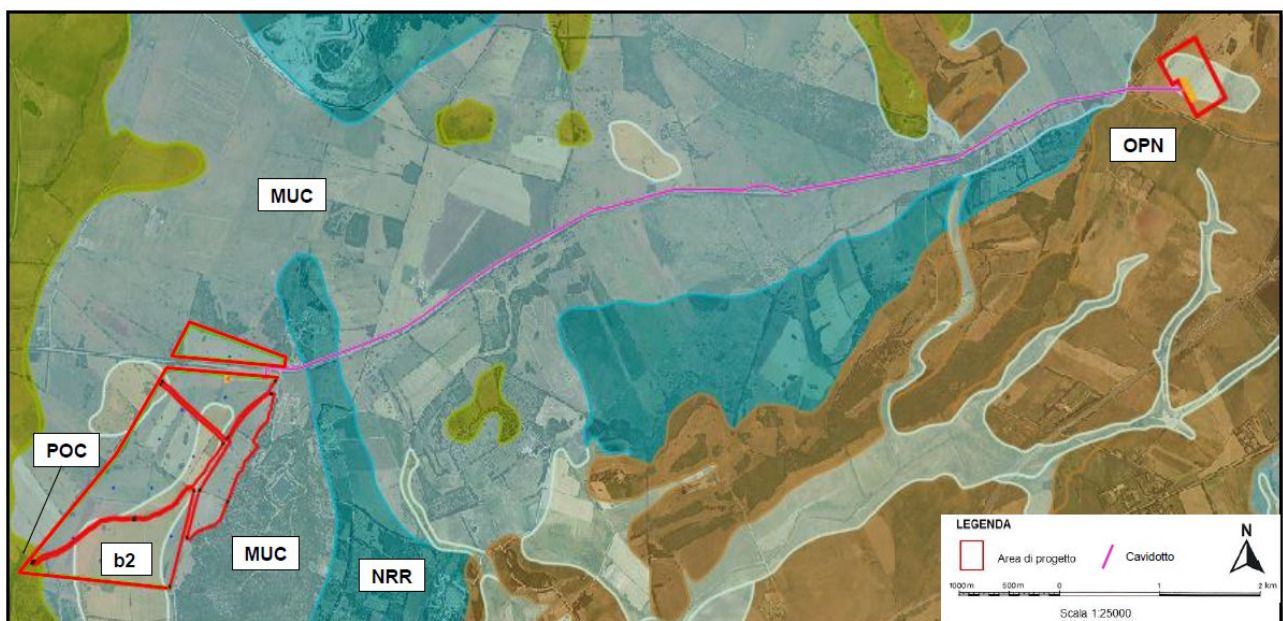 OPN
MUC
POC
b2
MUC
NRR
LEGENDA
N
Area di progetto
Cavidotto
1000m 500m 0 1 2 km
Scala 1:25000